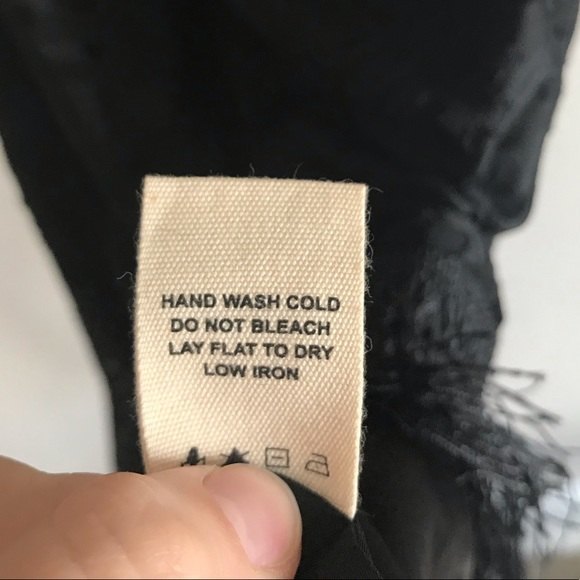 HAND WASH COLD
DO NOT BLEACH
LAY FLAT TO DRY
LOW IRON